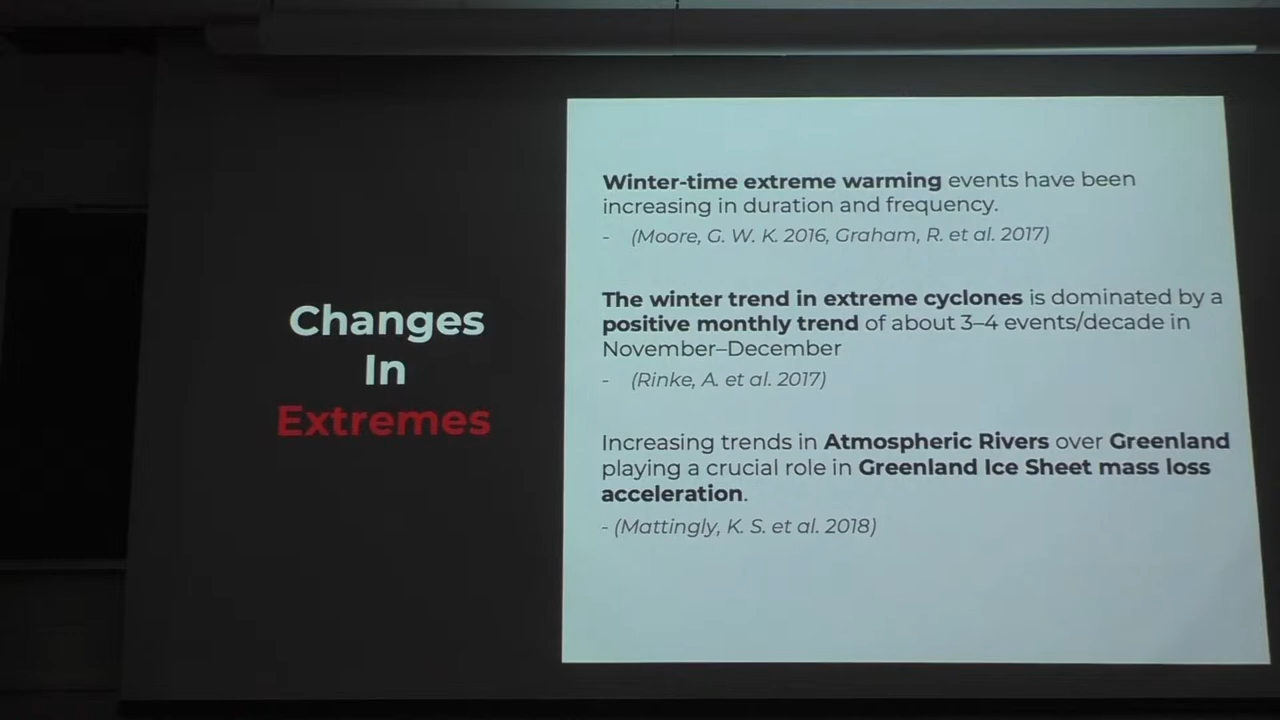 Changes
In
Extremes
Winter-time extreme warming events have been
increasing in duration and frequency.
- (Moore, G. W. K. 2016, Graham, R. et al. 2017)
The winter trend in extreme cyclones is dominated by a
positive monthly trend of about 3–4 events/decade in
November–December
- (Rinke, A. et al. 2017)
Increasing trends in Atmospheric Rivers over Greenland
playing a crucial role in Greenland Ice Sheet mass loss
acceleration.
- (Mattingly, K. S. et al. 2018)